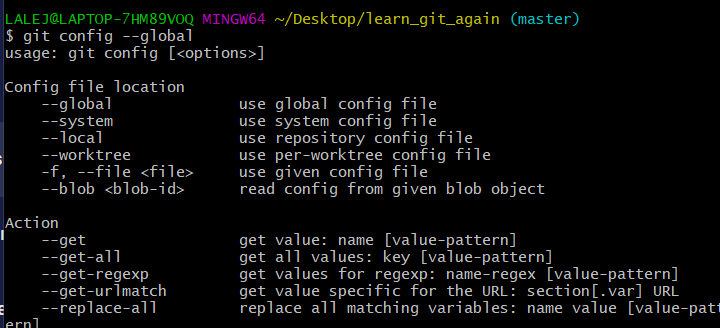 LALEJ@LAPTOP-7HM89VOQ MINGW64 ~/Desktop/learn_git_again (master)
$ git config --global
usage: git config [<options>]

Config file location
    --global              use global config file
    --system              use system config file
    --local               use repository config file
    --worktree            use per-worktree config file
    -f, --file <file>     use given config file
    --blob <blob-id>      read config from given blob object

Action
    --get                 get value: name [value-pattern]
    --get-all             get all values: key [value-pattern]
    --get-regexp          get values for regexp: name-regex [value-pattern]
    --get-urlmatch        get value specific for the URL: section[.var] URL
    --replace-all         replace all matching variables: name value [value-patt
ern]